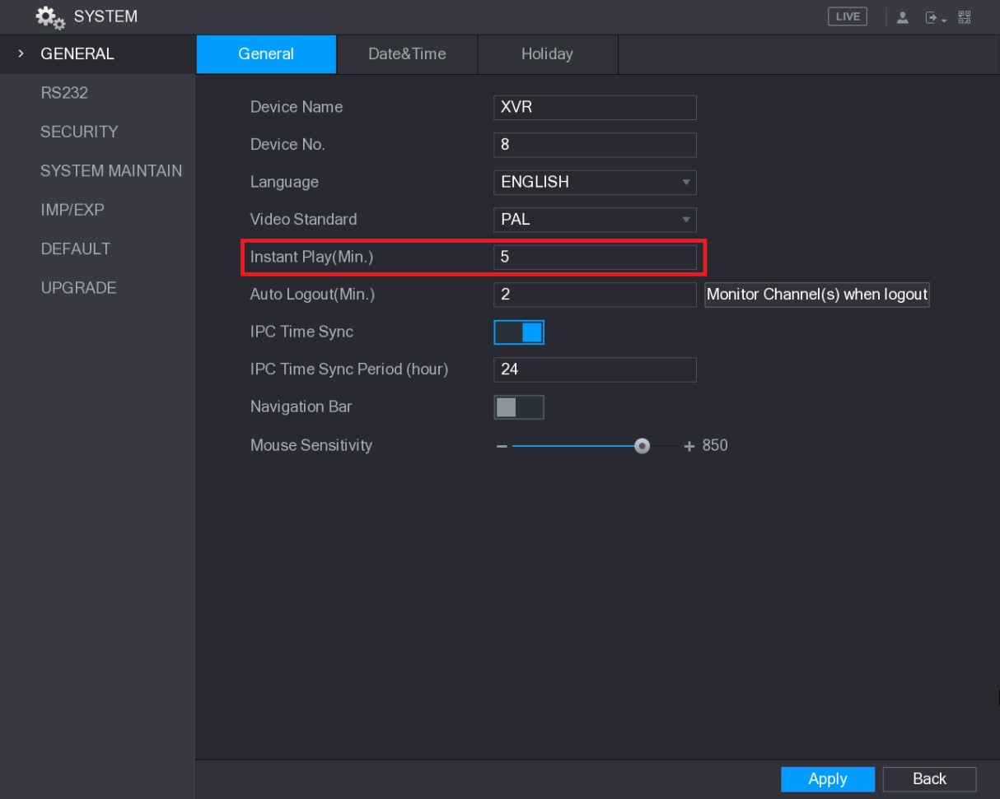 SYSTEM
LIVE
GENERAL
RS232
SECURITY
SYSTEM MAINTAIN
IMP/EXP
DEFAULT
UPGRADE
General Date&Time Holiday
Device Name XVR
Device No. 8
Language ENGLISH
Video Standard PAL
Instant Play(Min.) 5
Auto Logout(Min.) 2 Monitor Channel(s) when logout
IPC Time Sync
IPC Time Sync Period (hour) 24
Navigation Bar
Mouse Sensitivity 850
Apply Back